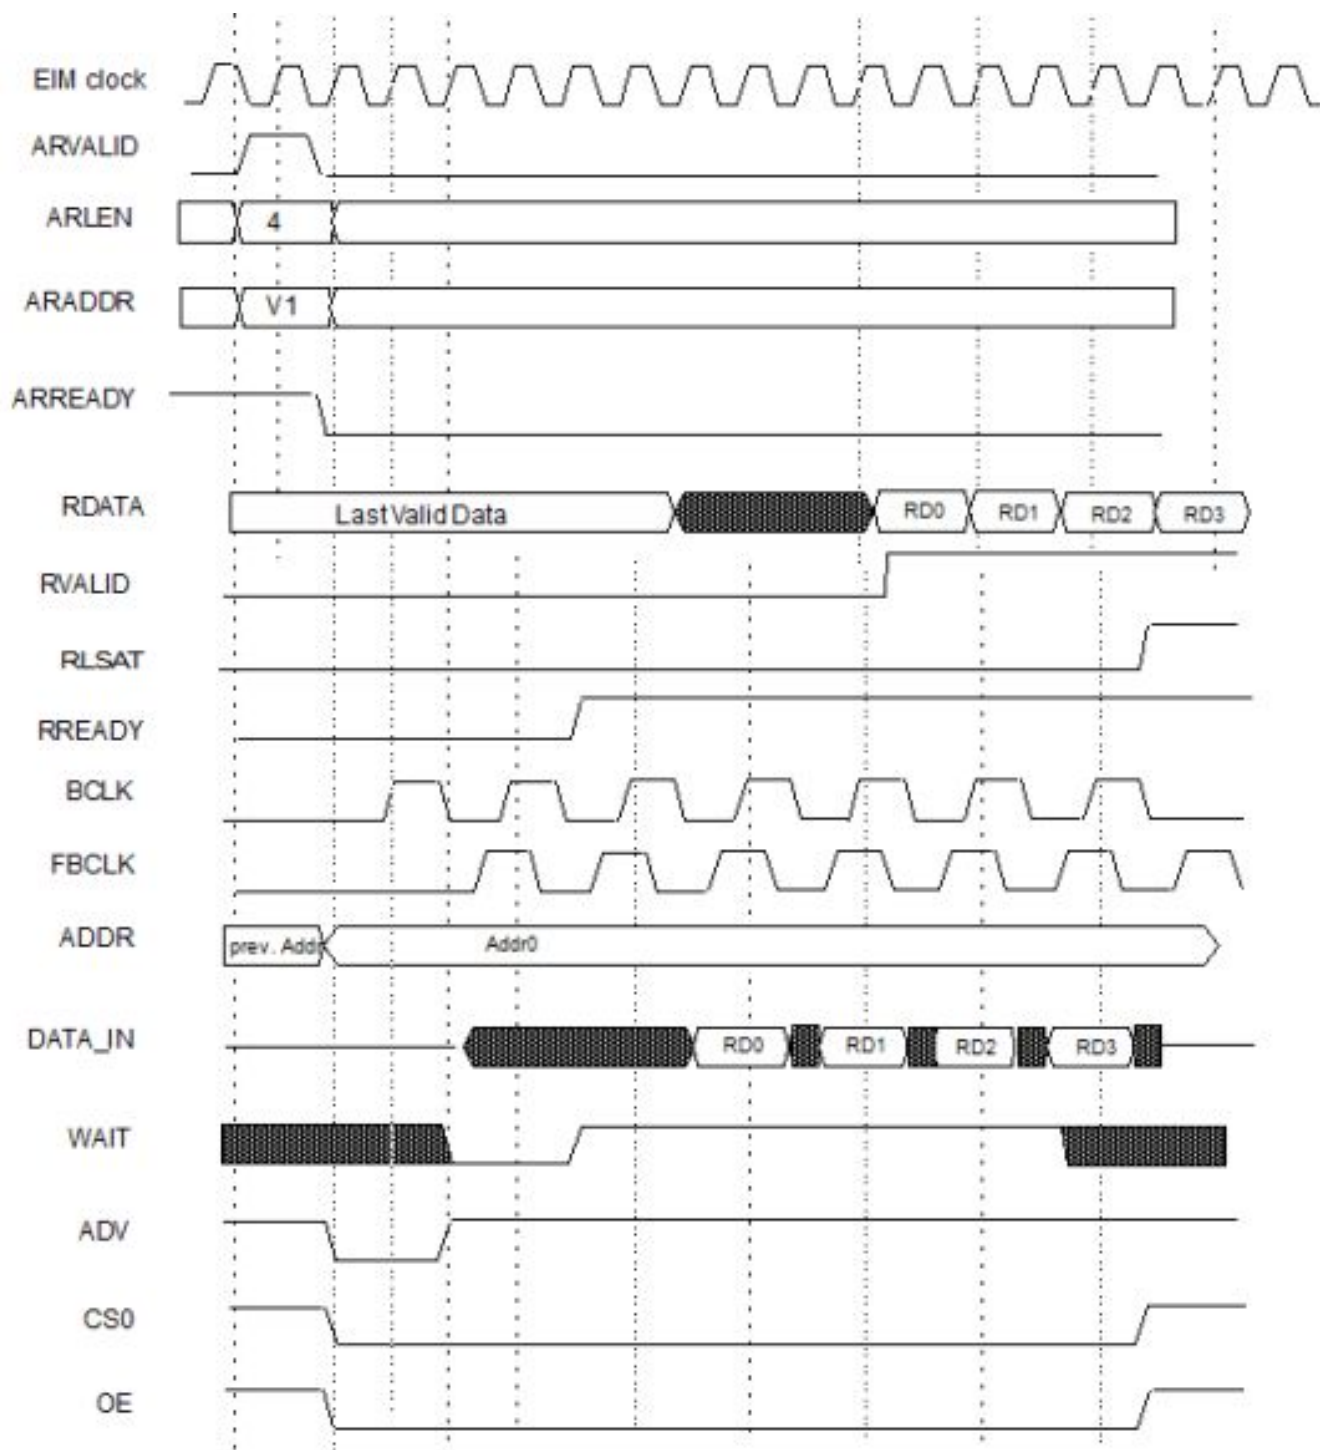 EIM clock
ARVALID
ARLEN 4
ARADDR V1
ARREADY
RDATA Last Valid Data RD0 RD1 RD2 RD3
RVALID
RLSAT
RREADY
BCLK
FBCLK
ADDR prev. Addr Addr0
DATA_IN RD0 RD1 RD2 RD3
WAIT
ADV
CS0
OE